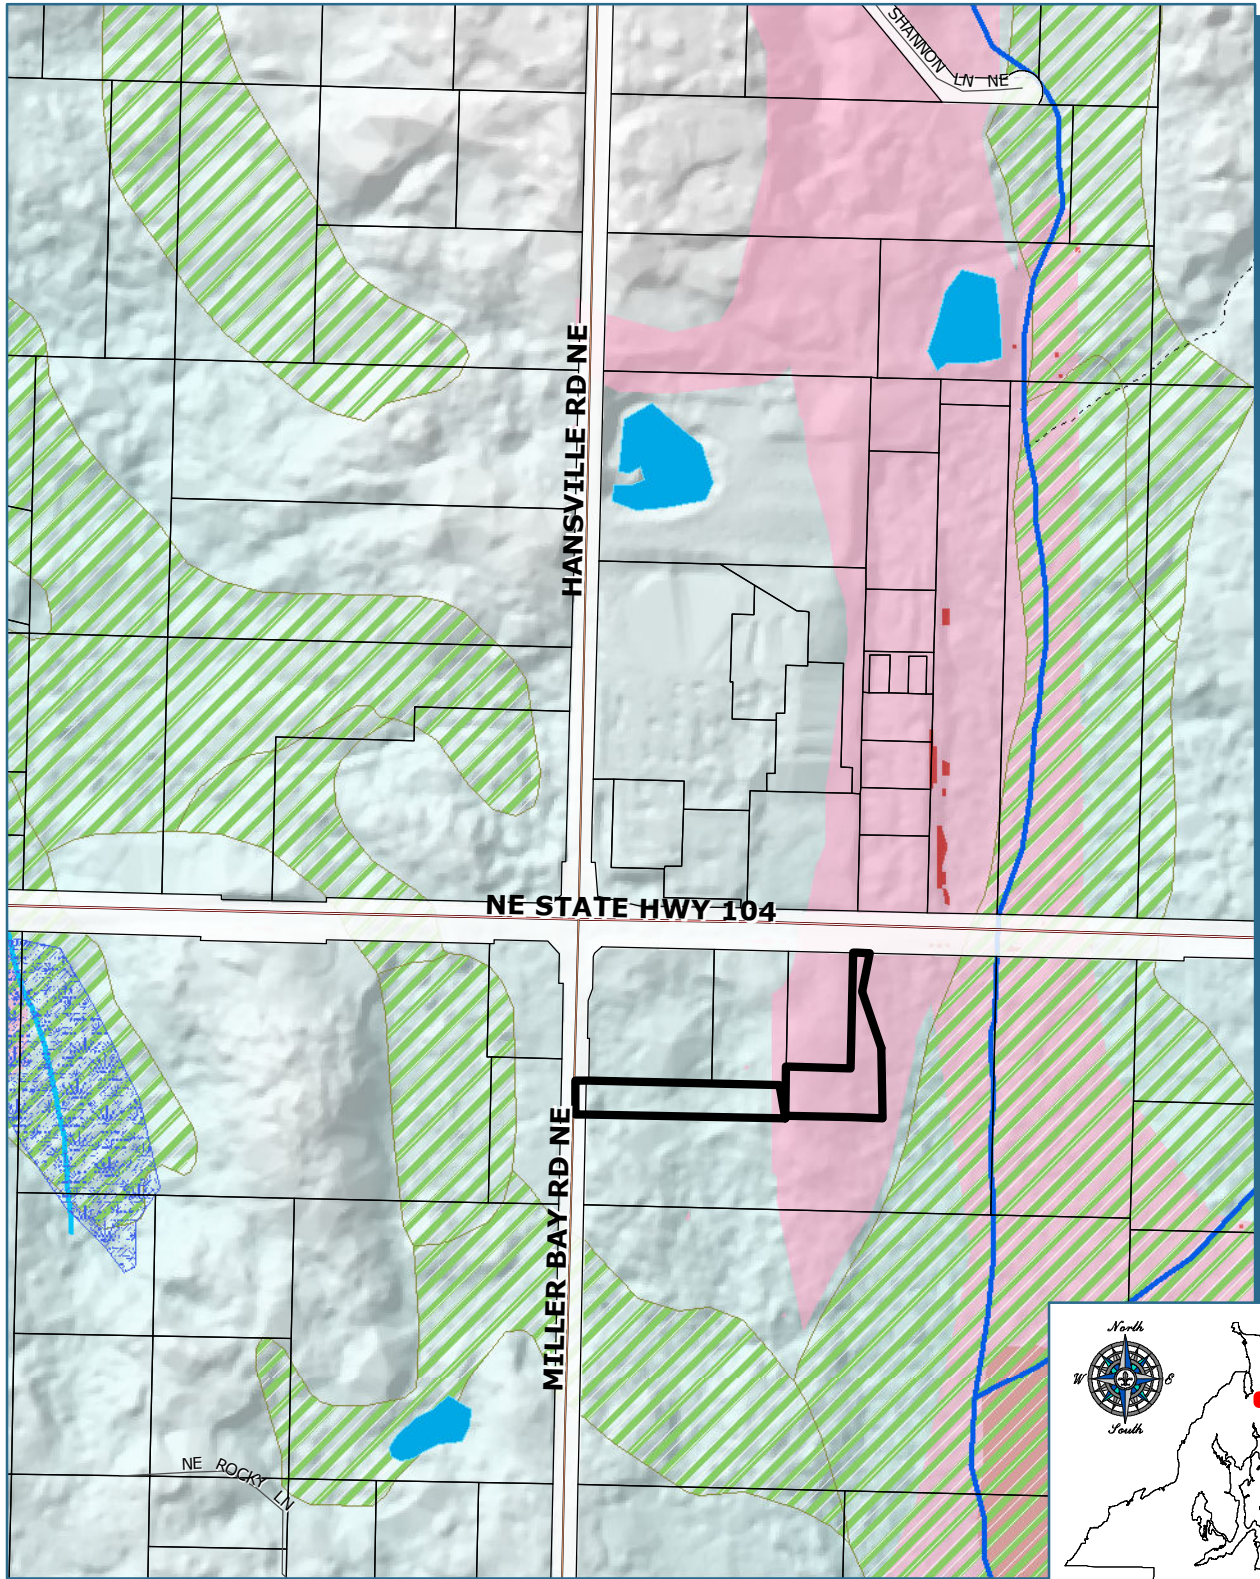 SHANNON LN NE
HANSVILLE RD NE
NE STATE HWY 104
MILLER BAY RD NE
North
W
E
South
NE ROCKY LN